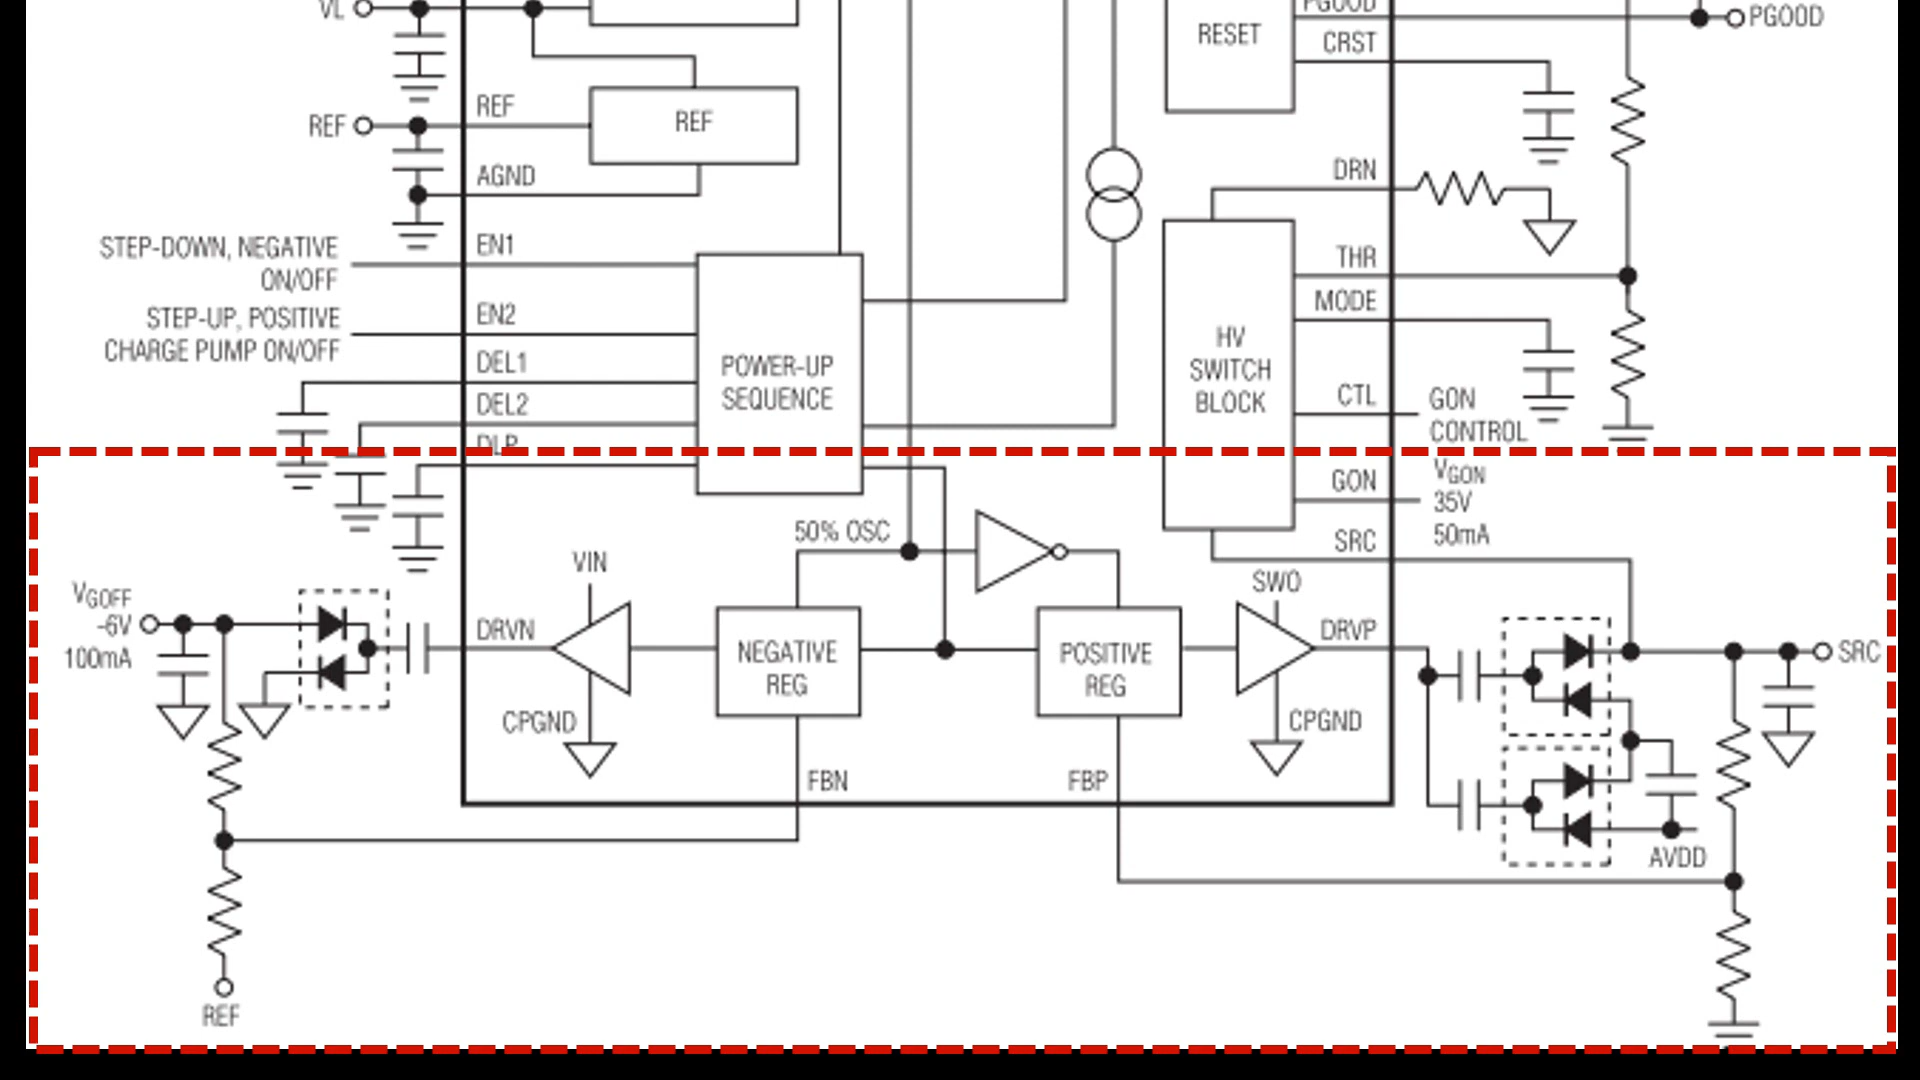 VL
PGOOD
PGOOD
RESET
CRST
REF
REF
REF
AGND
DRN
STEP-DOWN, NEGATIVE
ON/OFF
EN1
THR
MODE
STEP-UP, POSITIVE
CHARGE PUMP ON/OFF
EN2
DEL1
DEL2
DLP
POWER-UP
SEQUENCE
HV
SWITCH
BLOCK
CTL
GON
CONTROL
GON
VGON
35V
50mA
50% OSC
SRC
VIN
SWO
VGOFF
-6V
100mA
DRVN
NEGATIVE
REG
POSITIVE
REG
DRVP
SRC
CPGND
CPGND
FBN
FBP
AVDD
REF